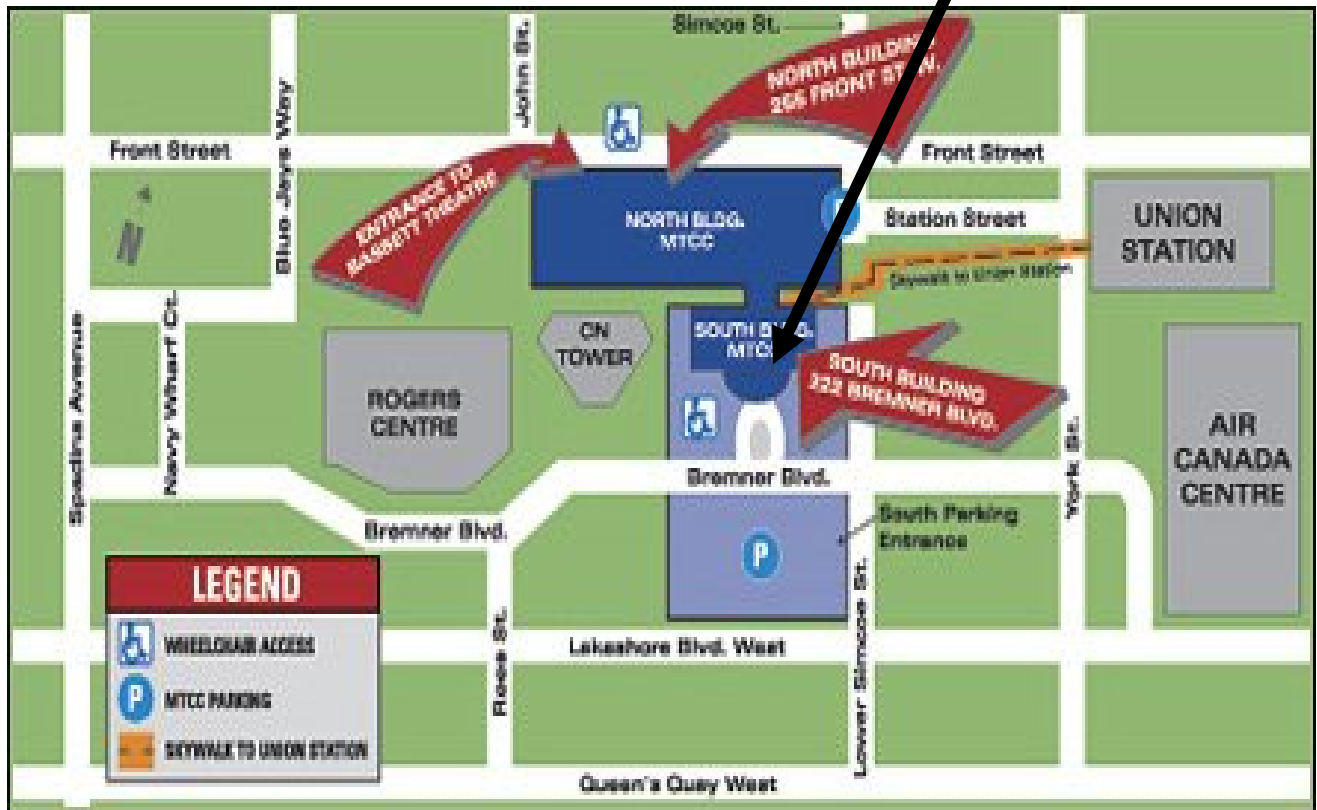 Simcoe St.
NORTH BUILDING
255 FRONT ST. W.
John St.
Blue Jays Way
Front Street
Front Street
ENTRANCE TO
BASSETT THEATRE
N
NORTH BLDG.
MTCC
P
Station Street
UNION
STATION
Skywalk to Union Station
Spadina Avenue
Navy Wharf Ct.
CN
TOWER
SOUTH BLDG.
MTCC
SOUTH BUILDING
222 BREMNER BLVD.
ROGERS
CENTRE
AIR
CANADA
CENTRE
York St.
Bremner Blvd.
Bremner Blvd.
South Parking
Entrance
P
LEGEND
WHEELCHAIR ACCESS
P
MTCC PARKING
SKYWALK TO UNION STATION
Rees St.
Lower Simcoe St.
Lakeshore Blvd. West
Queen's Quay West